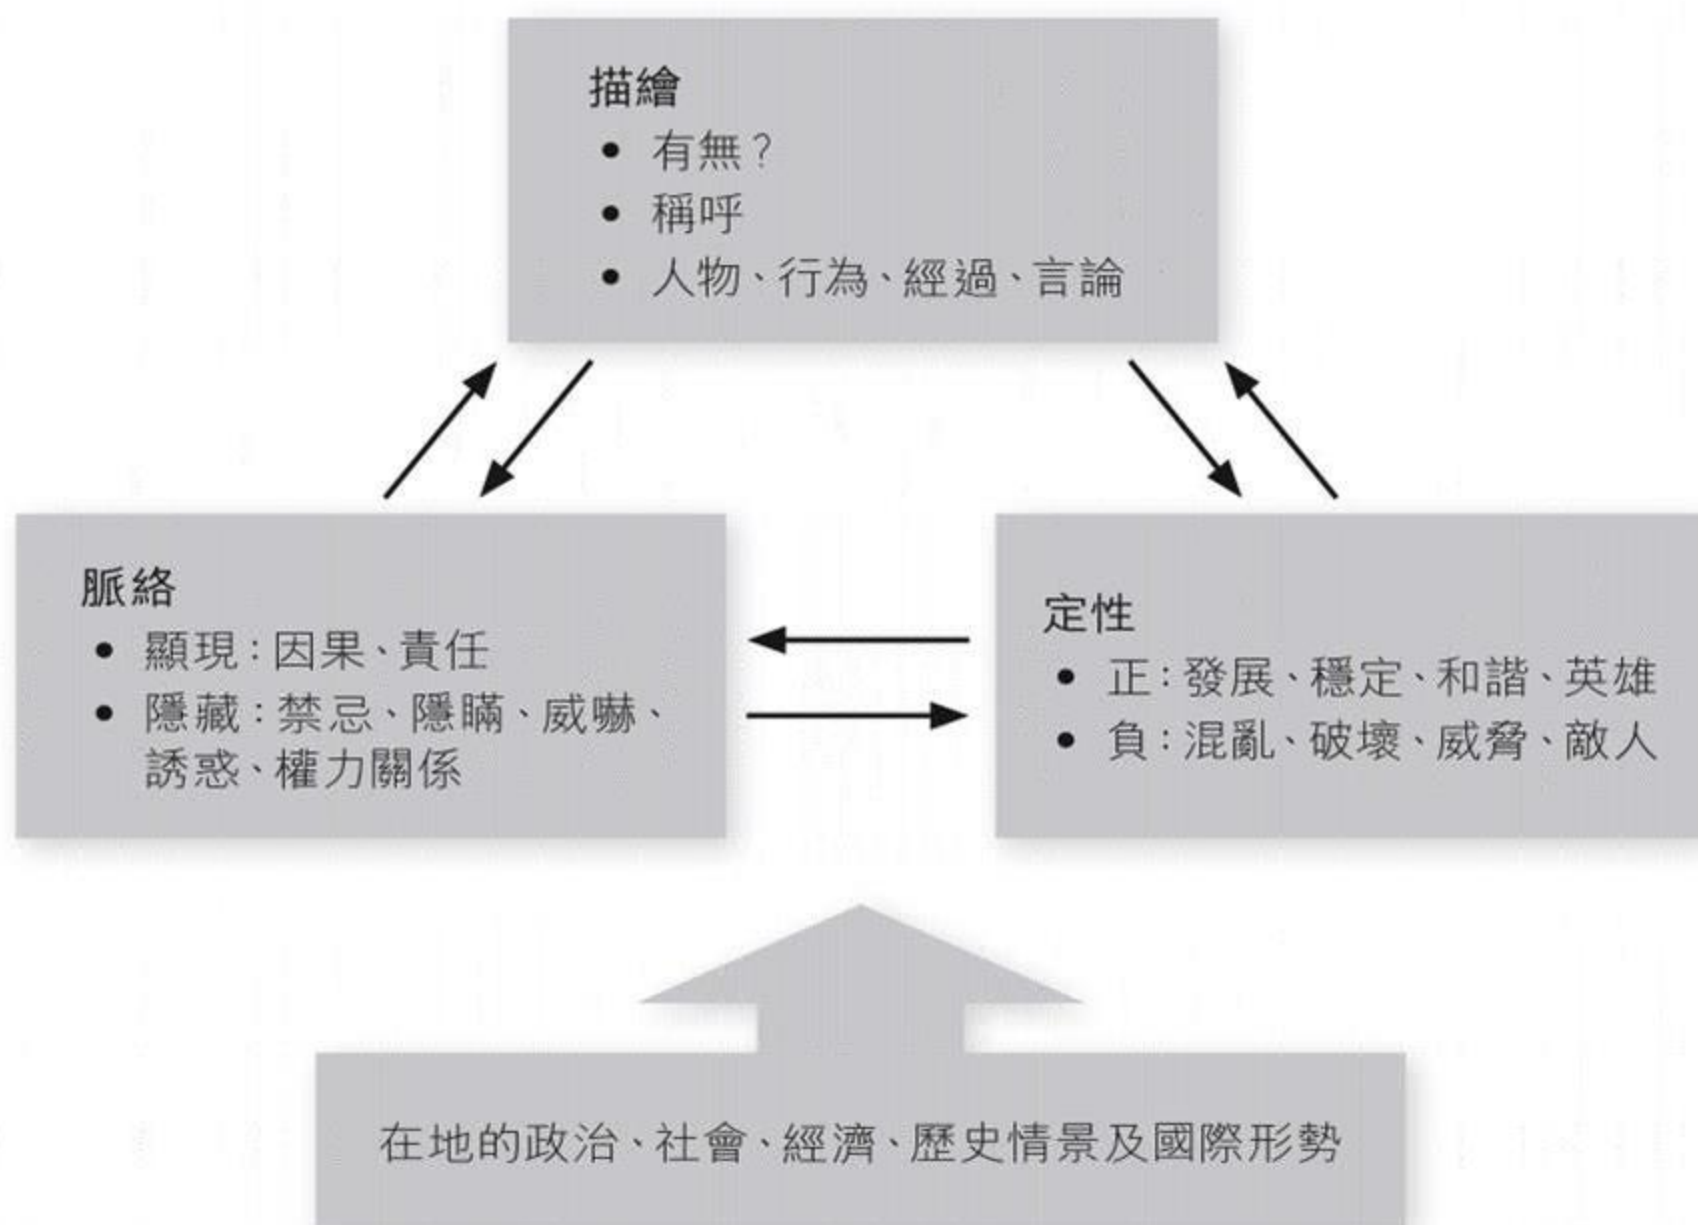 描繪
• 有無？
• 稱呼
• 人物、行為、經過、言論
脈絡
• 顯現：因果、責任
• 隱藏：禁忌、隱瞞、威嚇、
誘惑、權力關係
定性
• 正：發展、穩定、和諧、英雄
• 負：混亂、破壞、威脅、敵人
在地的政治、社會、經濟、歷史情景及國際形勢